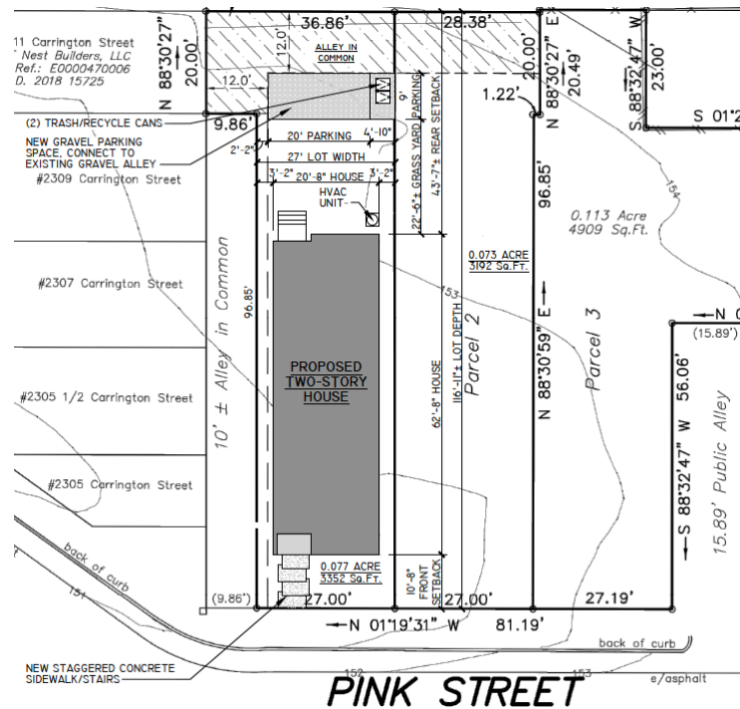 36.86'
28.38'
11 Carrington Street
' Nest Builders, LLC
Ref.: E0000470006
D. 2018 15725
N 88°30'27" E
20.00'
12.0'
12.0'
ALLEY IN
COMMON
20.00'
N 88°30'27" E
20.49'
S 88°32'47" W
23.00'
S 01°2
1.22'
(2) TRASH/RECYCLE CANS
9.86'
9'
NEW GRAVEL PARKING
SPACE, CONNECT TO
EXISTING GRAVEL ALLEY
20' PARKING
4'-10"
2'-2"
27' LOT WIDTH
20'-8" HOUSE
3'-2"
3'-2"
HVAC
UNIT
22'-6"± GRASS YARD PARKING
43'-7"± REAR SETBACK
#2309 Carrington Street
96.85'
154
0.113 Acre
4909 Sq.Ft.
0.073 ACRE
3192 Sq.Ft.
#2307 Carrington Street
153
N 0
(15.89')
96.85'
10' ± Alley in Common
PROPOSED
TWO-STORY
HOUSE
62'-8" HOUSE
116'-11"± LOT DEPTH
Parcel 2
N 88°30'59" E
Parcel 3
S 88°32'47" W 56.06'
15.89' Public Alley
#2305 1/2 Carrington Street
#2305 Carrington Street
back of curb
151
(9.86')
0.077 ACRE
3352 Sq.Ft.
10'-8"
FRONT
SETBACK
27.00'
27.00'
27.19'
N 01°19'31" W 81.19'
back of curb
NEW STAGGERED CONCRETE
SIDEWALK/STAIRS
152
153
e/asphalt
PINK STREET